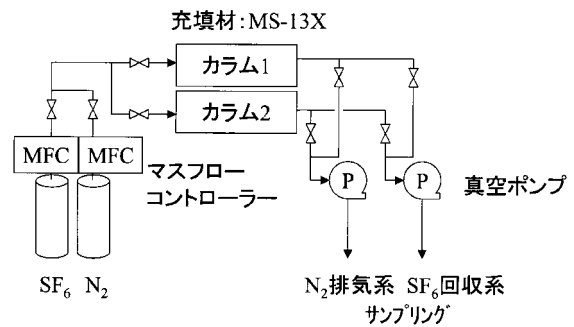 充填材:MS-13X
カラム1
カラム2
MFC MFC
マスフロー
コントローラー
P P
真空ポンプ
SF6 N2
N2排気系 SF6回収系
サンプリング